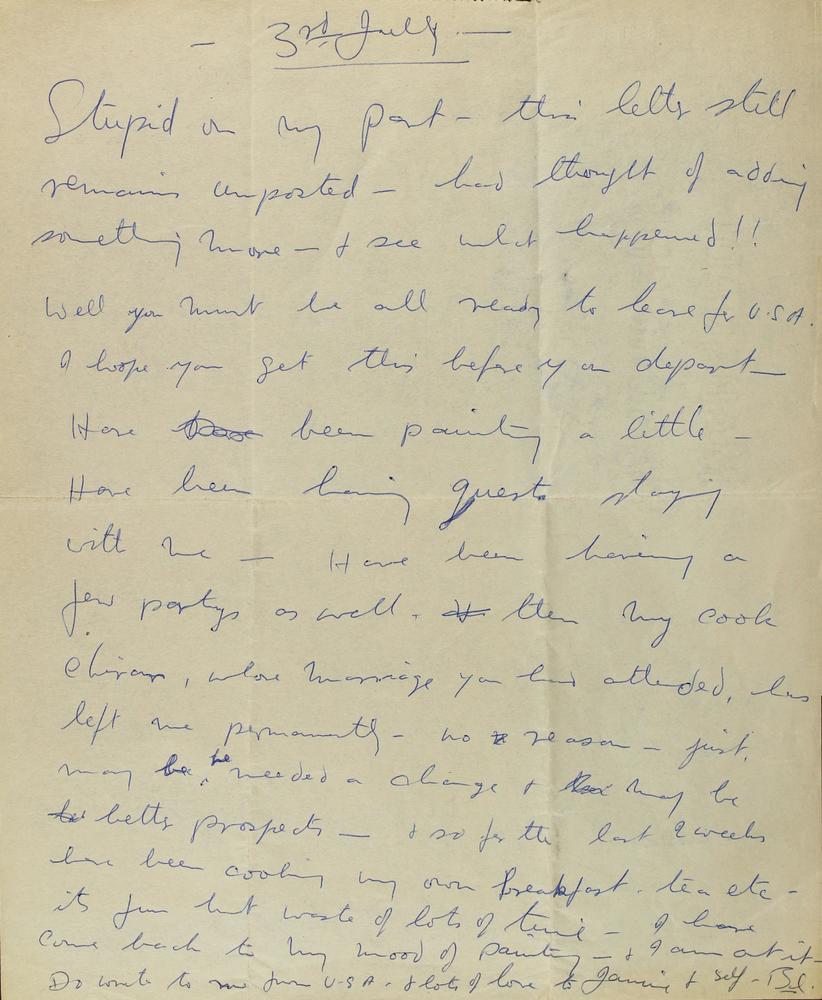 — 3rd July —
Stupid on my part - this letter still
remains unposted - had thought of adding
something more - & see what happened!!
Well you must be all ready to leave for U.S.A.
I hope you get this before you depart -
Have been painting a little -
Have been having guests staying
with me - Have been having a
few partys as well. then my cook
whose marriage you had attended, has
left me permanently - no reason - just,
may be, he needed a change & may be
better prospects - & so for the last 2 weeks
have been cooking my own Breakfast. tea etc -
its fun but waste of lots of time - I have
come back to my mood of painting - & I am at it -
Do write to me from U.S.A. & lots of love to & self -